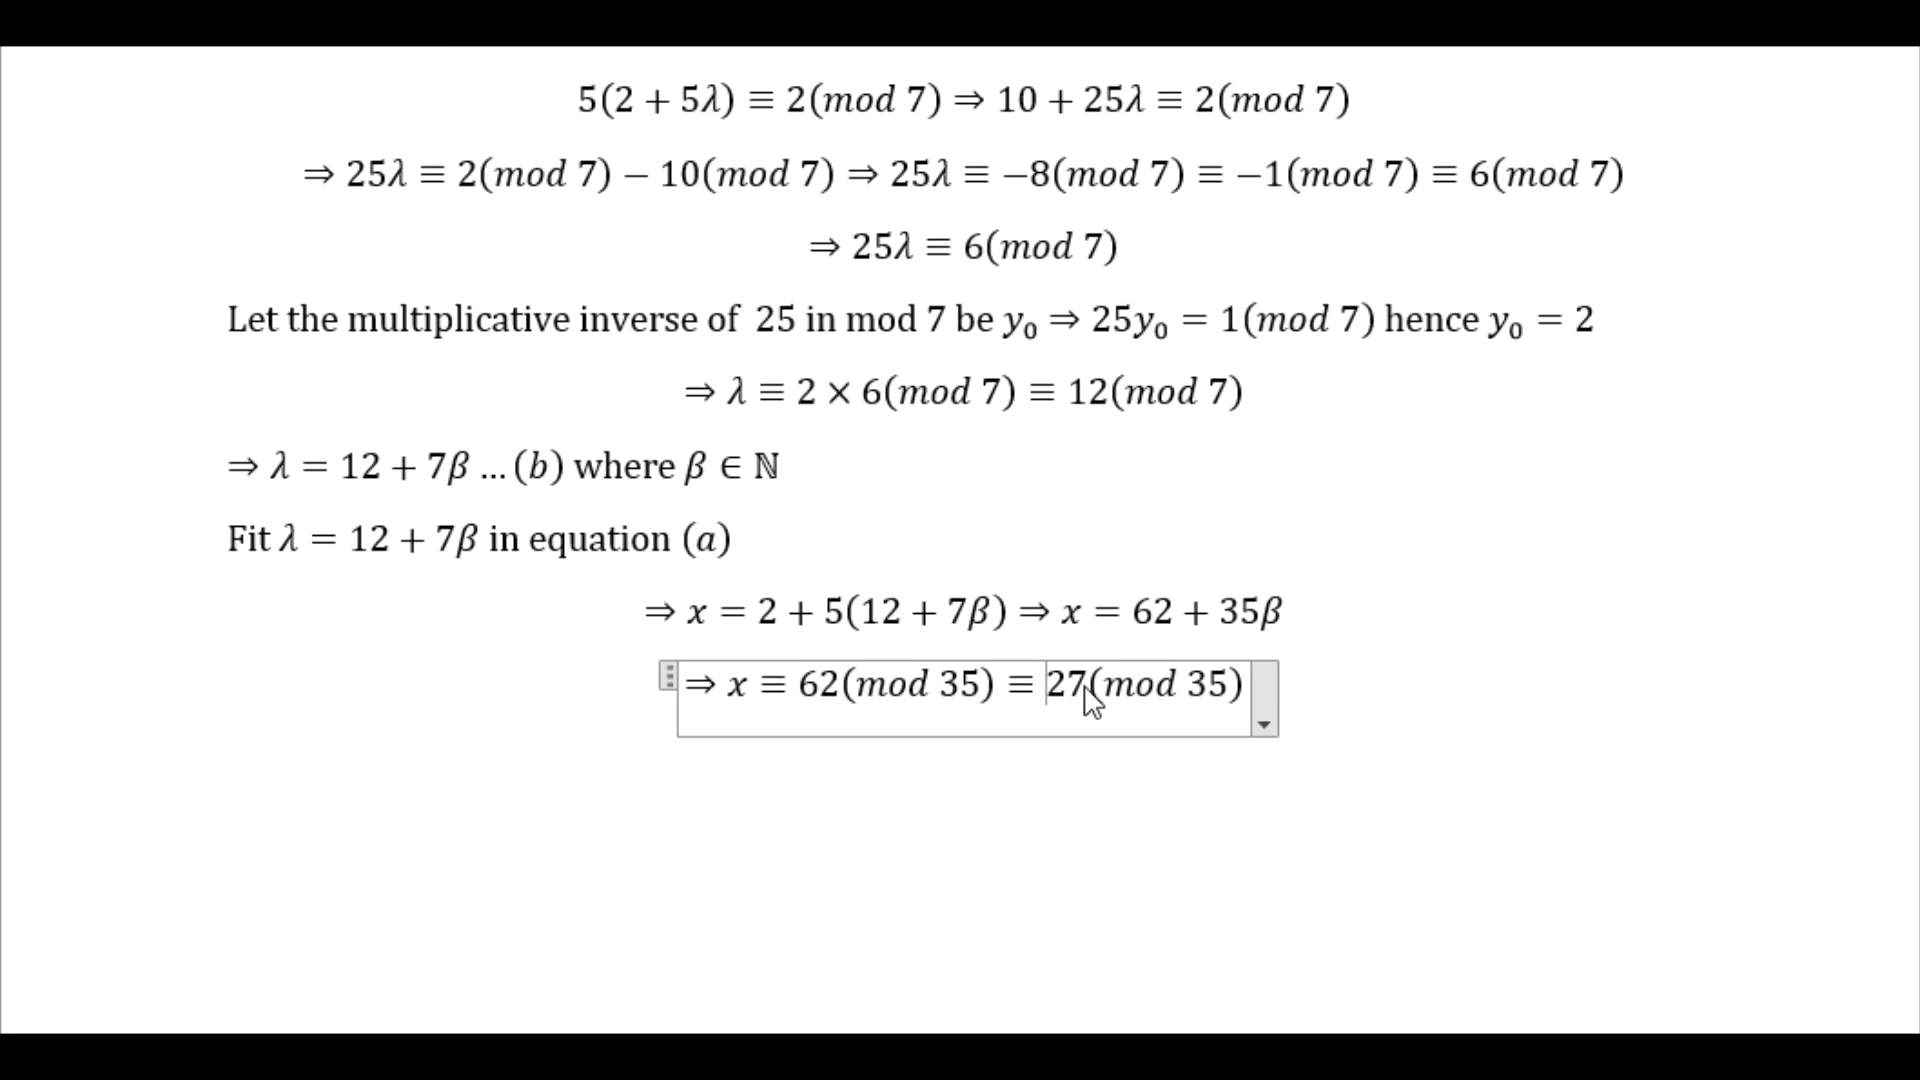 5(2 + 5λ) ≡ 2(mod 7) ⇒ 10 + 25λ ≡ 2(mod 7)
⇒ 25λ ≡ 2(mod 7) − 10(mod 7) ⇒ 25λ ≡ −8(mod 7) ≡ −1(mod 7) ≡ 6(mod 7)
⇒ 25λ ≡ 6(mod 7)
Let the multiplicative inverse of 25 in mod 7 be y₀ ⇒ 25y₀ = 1(mod 7) hence y₀ = 2
⇒ λ ≡ 2 × 6(mod 7) ≡ 12(mod 7)
⇒ λ = 12 + 7β … (b) where β ∈ ℕ
Fit λ = 12 + 7β in equation (a)
⇒ x = 2 + 5(12 + 7β) ⇒ x = 62 + 35β
⇒ x ≡ 62(mod 35) ≡ 27(mod 35)